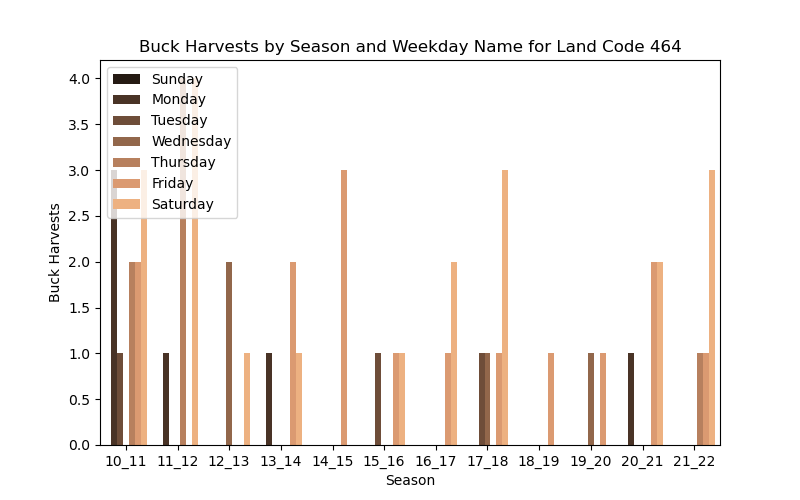 Buck Harvests by Season and Weekday Name for Land Code 464
Buck Harvests
4.0
3.5
3.0
2.5
2.0
1.5
1.0
0.5
0.0
Sunday
Monday
Tuesday
Wednesday
Thursday
Friday
Saturday
10_11 11_12 12_13 13_14 14_15 15_16 16_17 17_18 18_19 19_20 20_21 21_22
Season